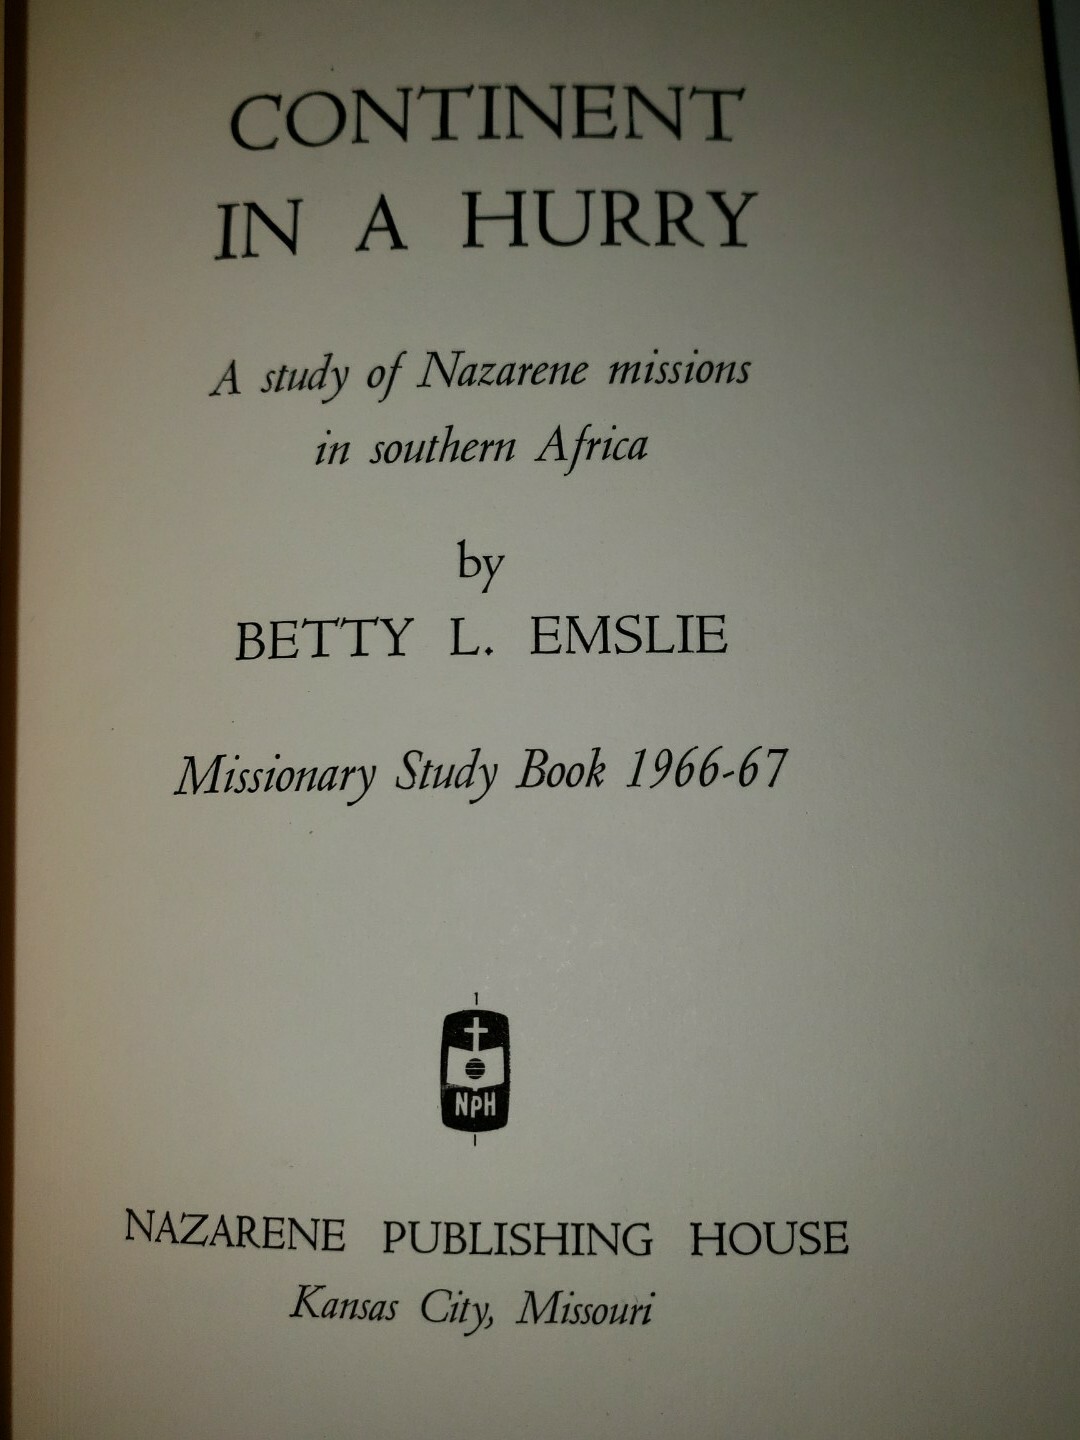 CONTINENT
IN A HURRY
A study of Nazarene missions
in southern Africa
by
BETTY L. EMSLIE
Missionary Study Book 1966-67
NPH
NAZARENE PUBLISHING HOUSE
Kansas City, Missouri